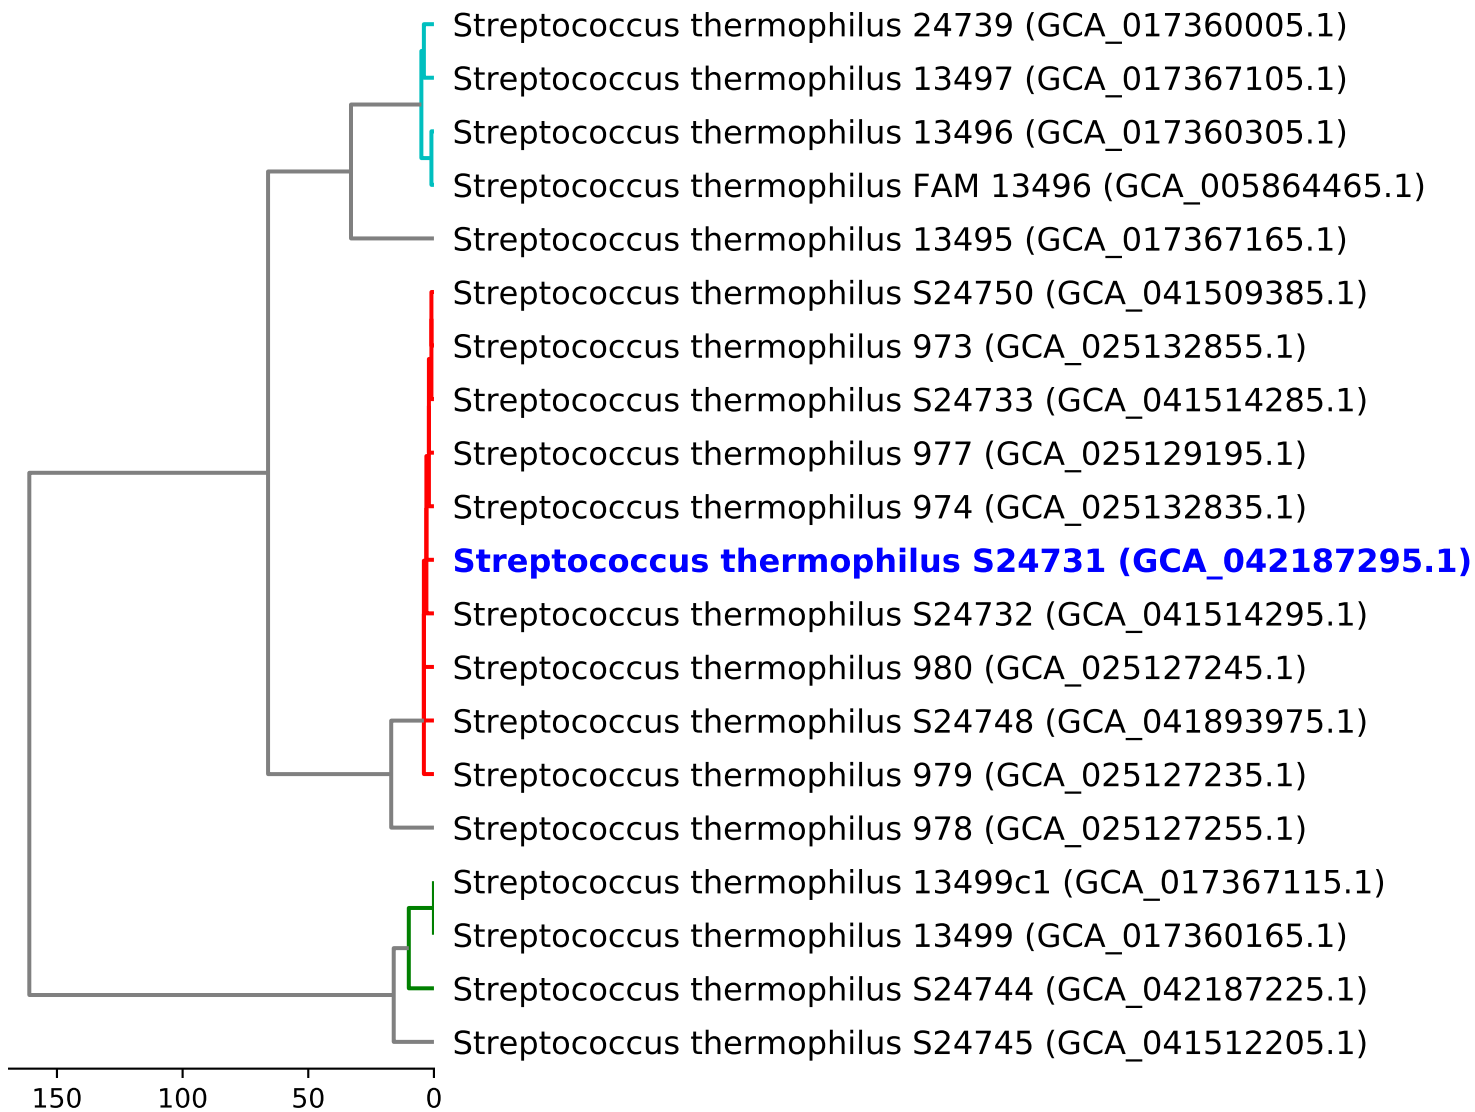 Streptococcus thermophilus 24739 (GCA_017360005.1)
Streptococcus thermophilus 13497 (GCA_017367105.1)
Streptococcus thermophilus 13496 (GCA_017360305.1)
Streptococcus thermophilus FAM 13496 (GCA_005864465.1)
Streptococcus thermophilus 13495 (GCA_017367165.1)
Streptococcus thermophilus S24750 (GCA_041509385.1)
Streptococcus thermophilus 973 (GCA_025132855.1)
Streptococcus thermophilus S24733 (GCA_041514285.1)
Streptococcus thermophilus 977 (GCA_025129195.1)
Streptococcus thermophilus 974 (GCA_025132835.1)
Streptococcus thermophilus S24731 (GCA_042187295.1)
Streptococcus thermophilus S24732 (GCA_041514295.1)
Streptococcus thermophilus 980 (GCA_025127245.1)
Streptococcus thermophilus S24748 (GCA_041893975.1)
Streptococcus thermophilus 979 (GCA_025127235.1)
Streptococcus thermophilus 978 (GCA_025127255.1)
Streptococcus thermophilus 13499c1 (GCA_017367115.1)
Streptococcus thermophilus 13499 (GCA_017360165.1)
Streptococcus thermophilus S24744 (GCA_042187225.1)
Streptococcus thermophilus S24745 (GCA_041512205.1)
150 100 50 0